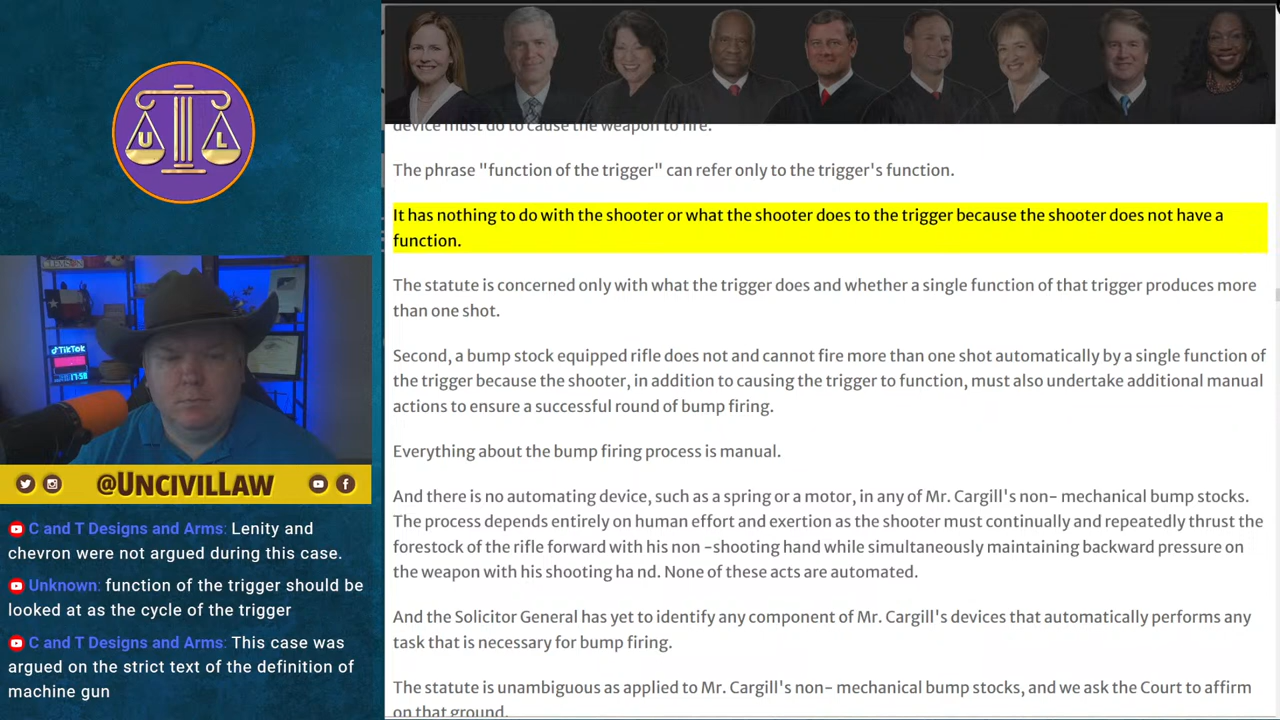 U L
TikTok
17:58
@UNCIVILLAW
C and T Designs and Arms: Lenity and
chevron were not argued during this case.
Unknown: function of the trigger should be
looked at as the cycle of the trigger
C and T Designs and Arms: This case was
argued on the strict text of the definition of
machine gun
device must do to cause the weapon to fire.
The phrase "function of the trigger" can refer only to the trigger's function.
It has nothing to do with the shooter or what the shooter does to the trigger because the shooter does not have a
function.
The statute is concerned only with what the trigger does and whether a single function of that trigger produces more
than one shot.
Second, a bump stock equipped rifle does not and cannot fire more than one shot automatically by a single function of
the trigger because the shooter, in addition to causing the trigger to function, must also undertake additional manual
actions to ensure a successful round of bump firing.
Everything about the bump firing process is manual.
And there is no automating device, such as a spring or a motor, in any of Mr. Cargill's non- mechanical bump stocks.
The process depends entirely on human effort and exertion as the shooter must continually and repeatedly thrust the
forestock of the rifle forward with his non -shooting hand while simultaneously maintaining backward pressure on
the weapon with his shooting ha nd. None of these acts are automated.
And the Solicitor General has yet to identify any component of Mr. Cargill's devices that automatically performs any
task that is necessary for bump firing.
The statute is unambiguous as applied to Mr. Cargill's non- mechanical bump stocks, and we ask the Court to affirm
on that ground.